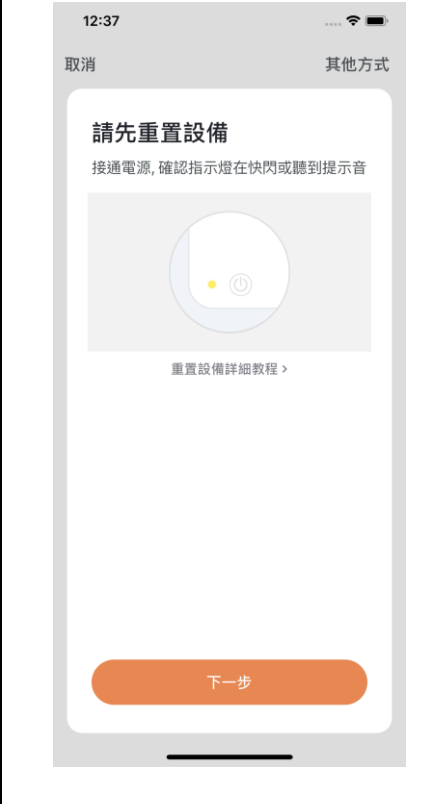 12:37
取消
其他方式
請先重置設備
接通電源, 確認指示燈在快閃或聽到提示音
重置設備詳細教程 >
下一步